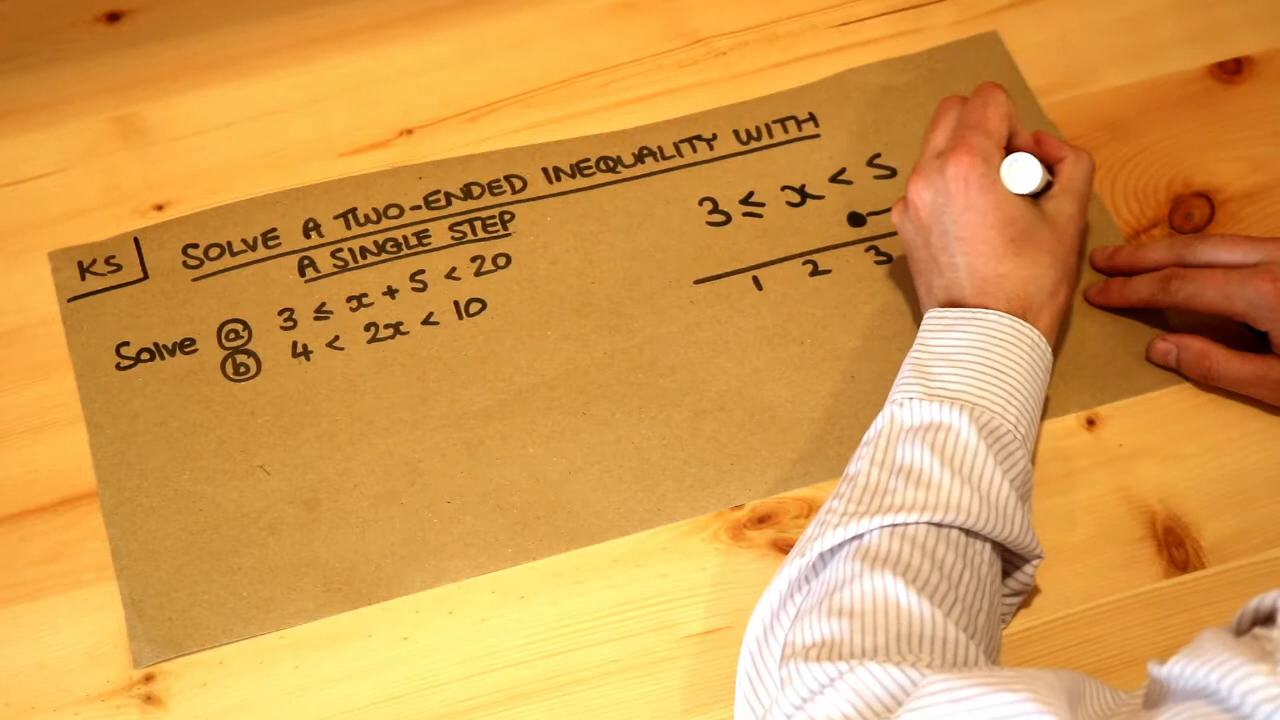 KS
SOLVE A TWO-ENDED INEQUALITY WITH
A SINGLE STEP
Solve ⓐ 3 ≤ x + 5 < 20
ⓑ 4 < 2x < 10
3 ≤ x < 5
1 2 3